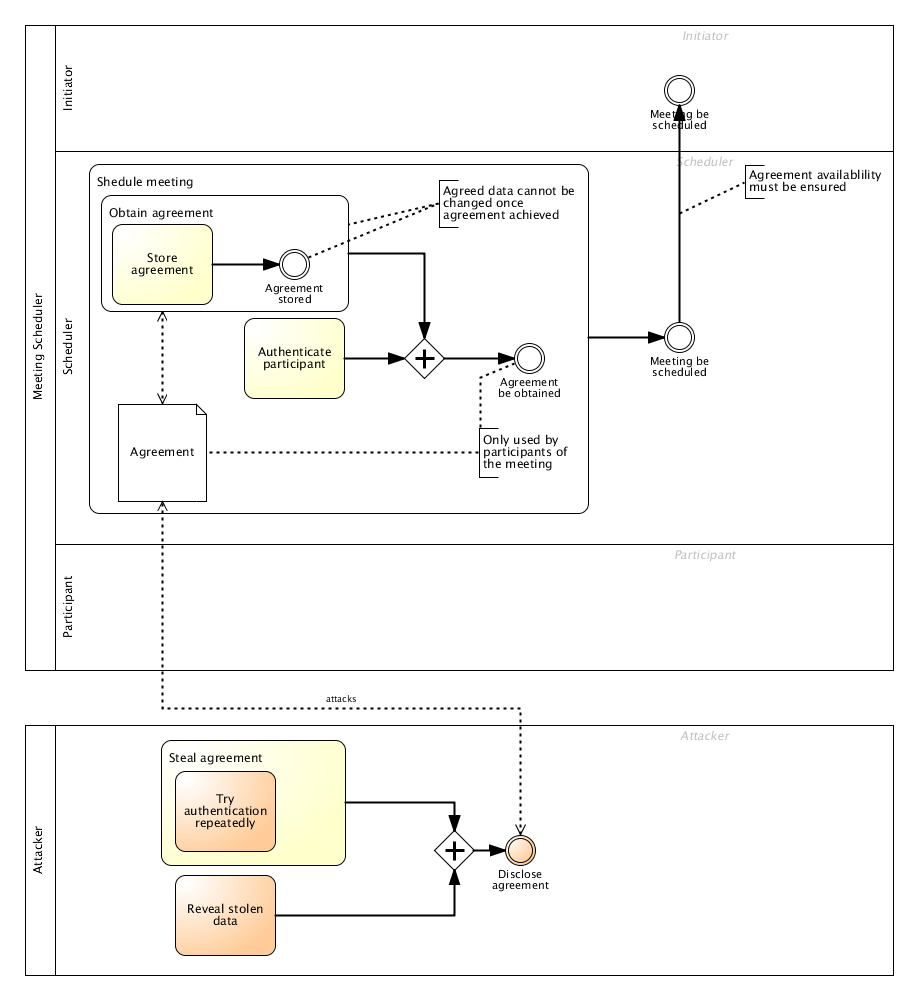 Initiator
Initiator
Meeting be
scheduled
Meeting Scheduler
Scheduler
Scheduler
Shedule meeting
Obtain agreement
Store
agreement
Agreement
stored
Agreed data cannot be
changed once
agreement achieved
Agreement availablility
must be ensured
Authenticate
participant
Agreement
be obtained
Meeting be
scheduled
Agreement
Only used by
participants of
the meeting
Participant
Participant
attacks
Attacker
Attacker
Steal agreement
Try
authentication
repeatedly
Reveal stolen
data
Disclose
agreement